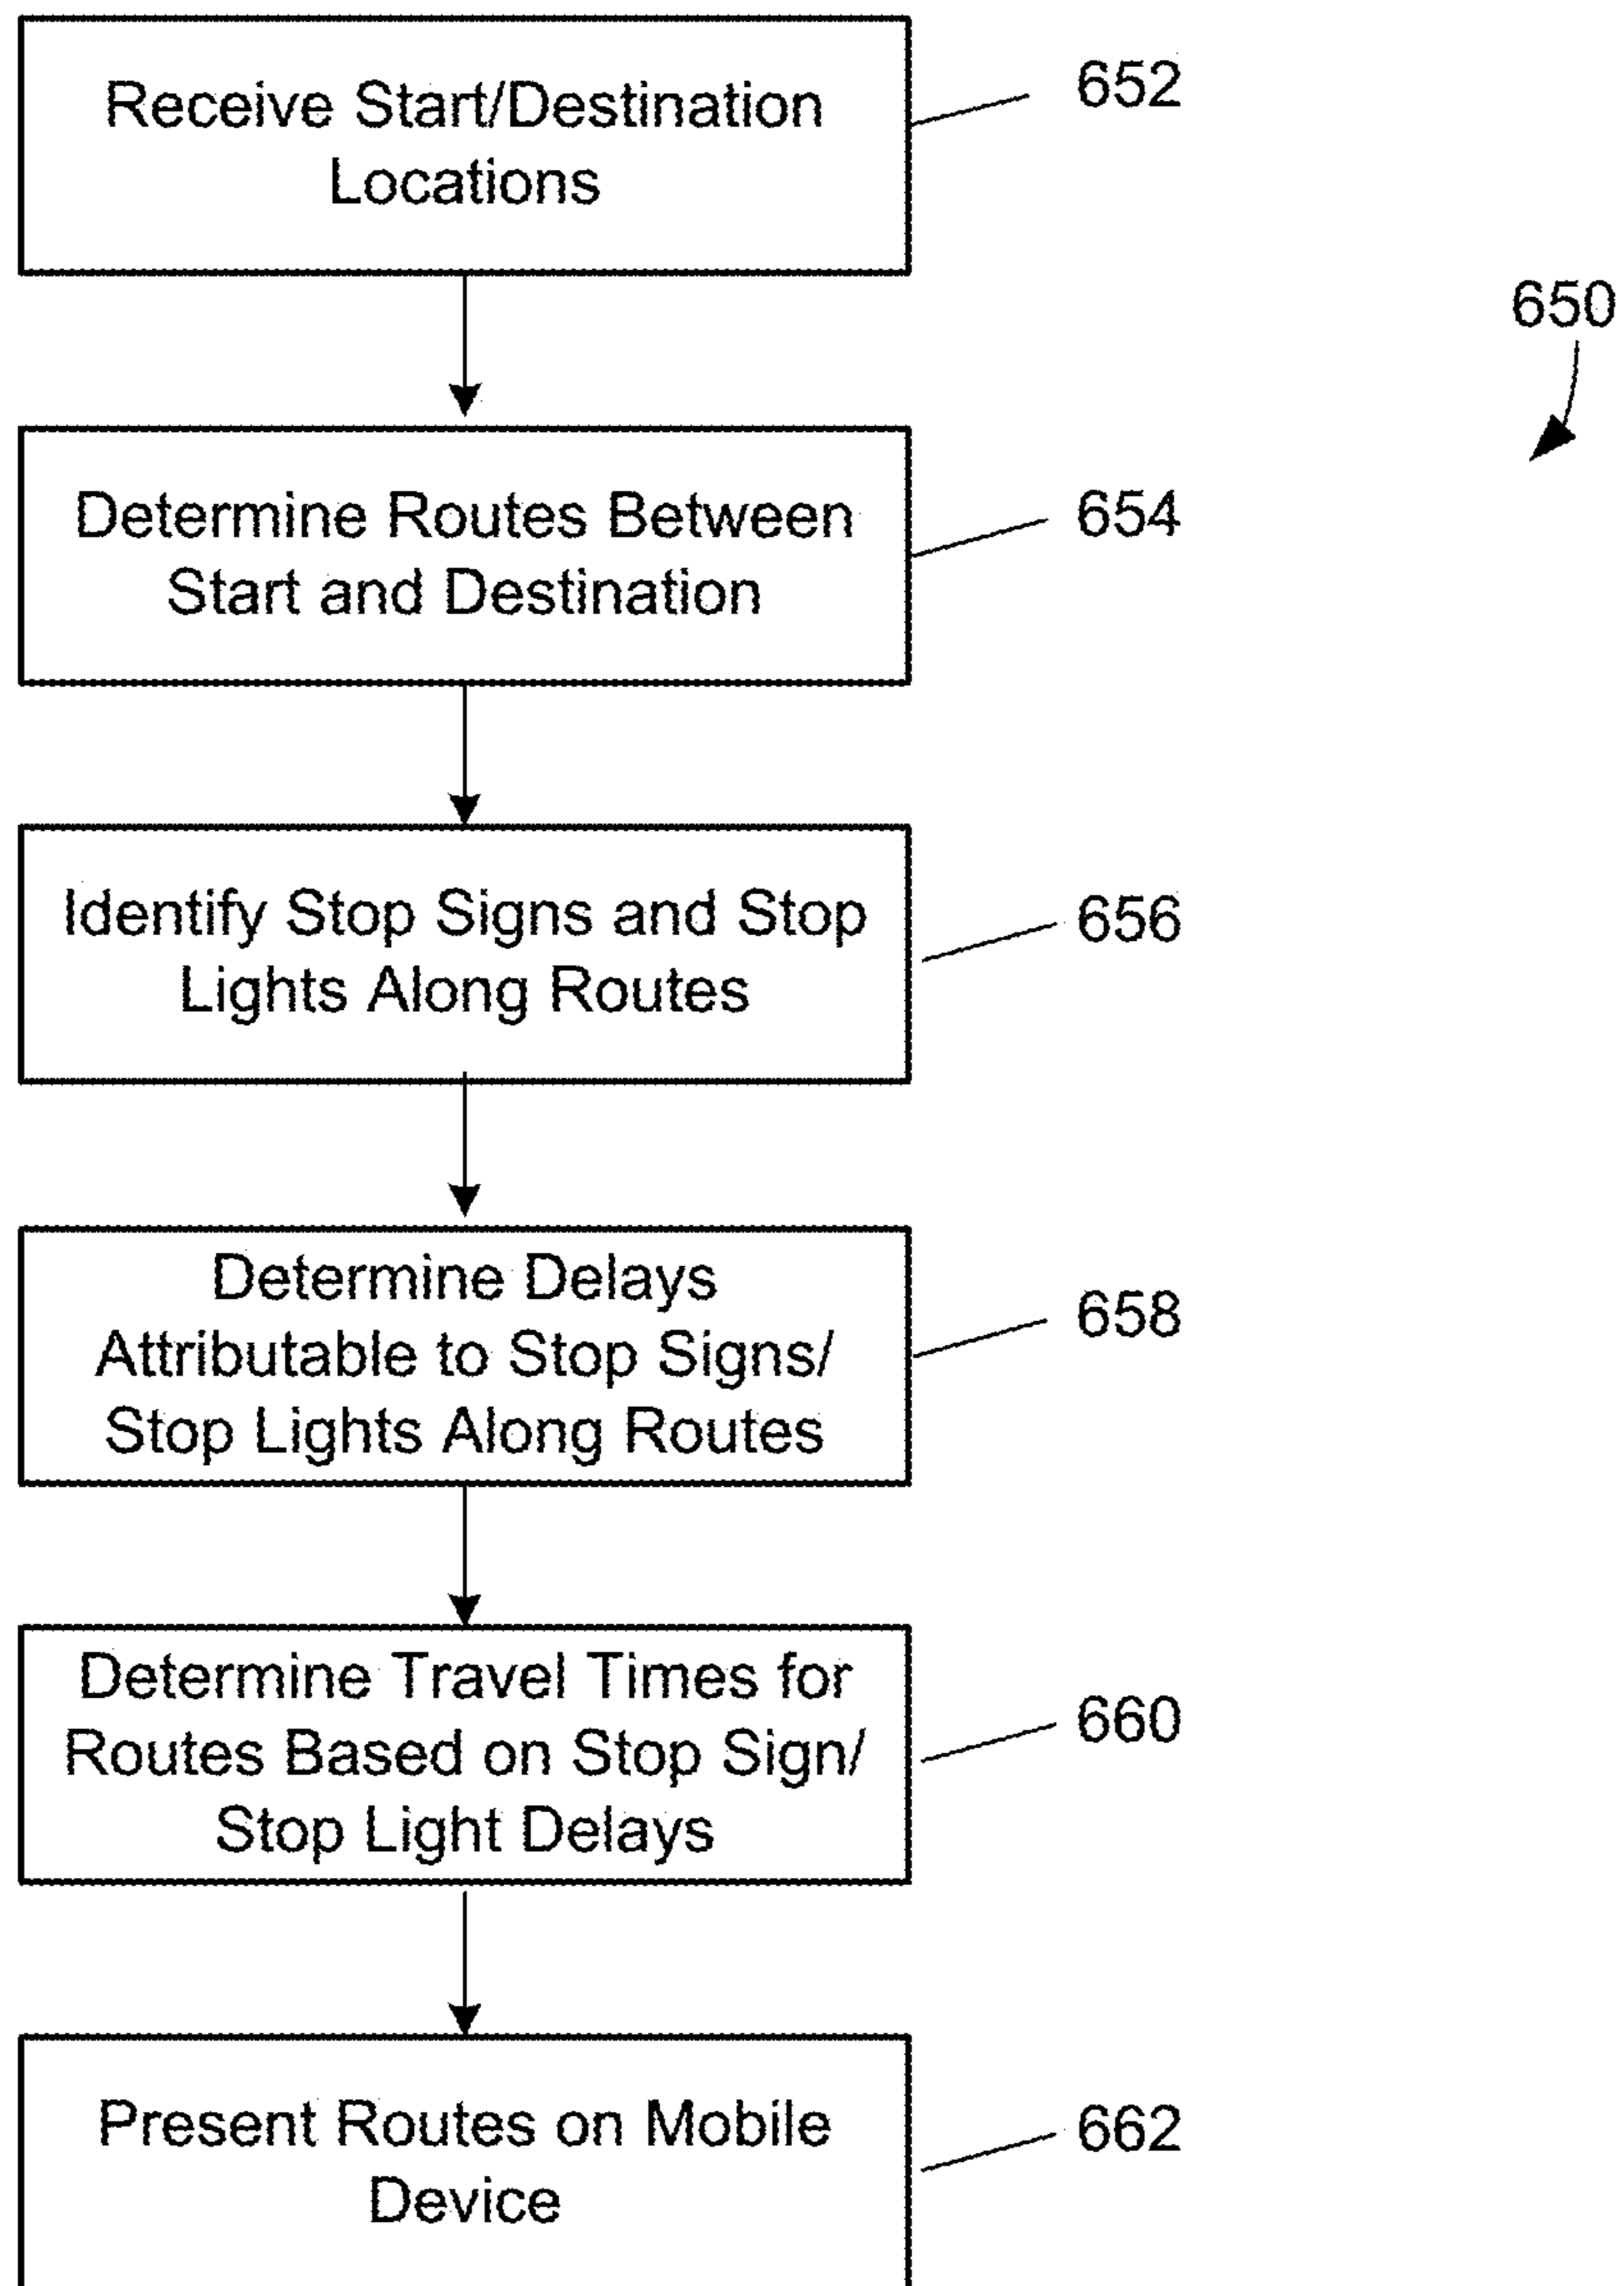 Receive Start/Destination
Locations
652
650
Determine Routes Between
Start and Destination
654
Identify Stop Signs and Stop
Lights Along Routes
656
Determine Delays
Attributable to Stop Signs/
Stop Lights Along Routes
658
Determine Travel Times for
Routes Based on Stop Sign/
Stop Light Delays
660
Present Routes on Mobile
Device
662